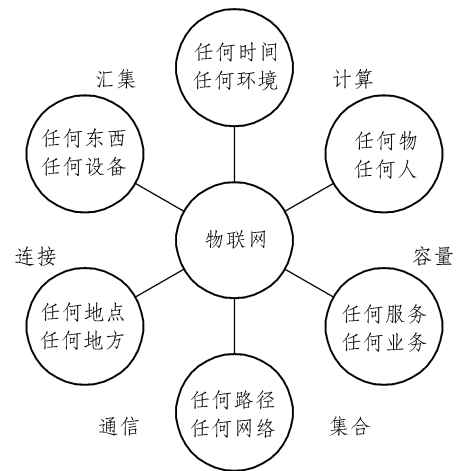 任何时间
任何环境
汇集
计算
任何东西
任何设备
任何物
任何人
物联网
连接
容量
任何地点
任何地方
任何服务
任何业务
任何路径
任何网络
通信
集合